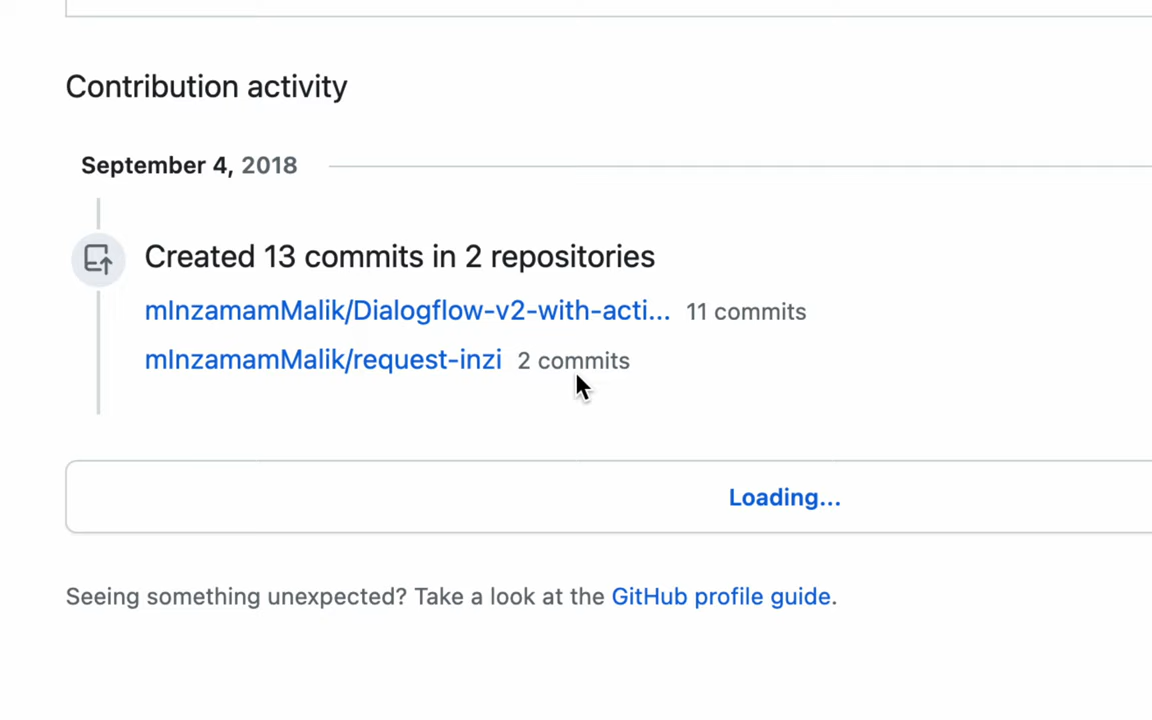 Contribution activity
September 4, 2018
Created 13 commits in 2 repositories
mInzamamMalik/Dialogflow-v2-with-acti... 11 commits
mInzamamMalik/request-inzi 2 commits
Loading...
Seeing something unexpected? Take a look at the GitHub profile guide.